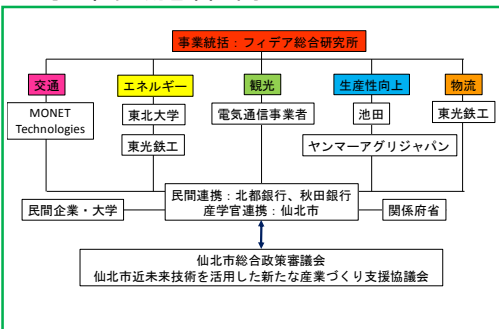 事業統括：フィデア総合研究所
交通
エネルギー
観光
生産性向上
物流
MONET
Technologies
東北大学
東光鉄工
電気通信事業者
池田
ヤンマーアグリジャパン
東光鉄工
民間企業・大学
民間連携：北都銀行、秋田銀行
産学官連携：仙北市
関係府省
仙北市総合政策審議会
仙北市近未来技術を活用した新たな産業づくり支援協議会